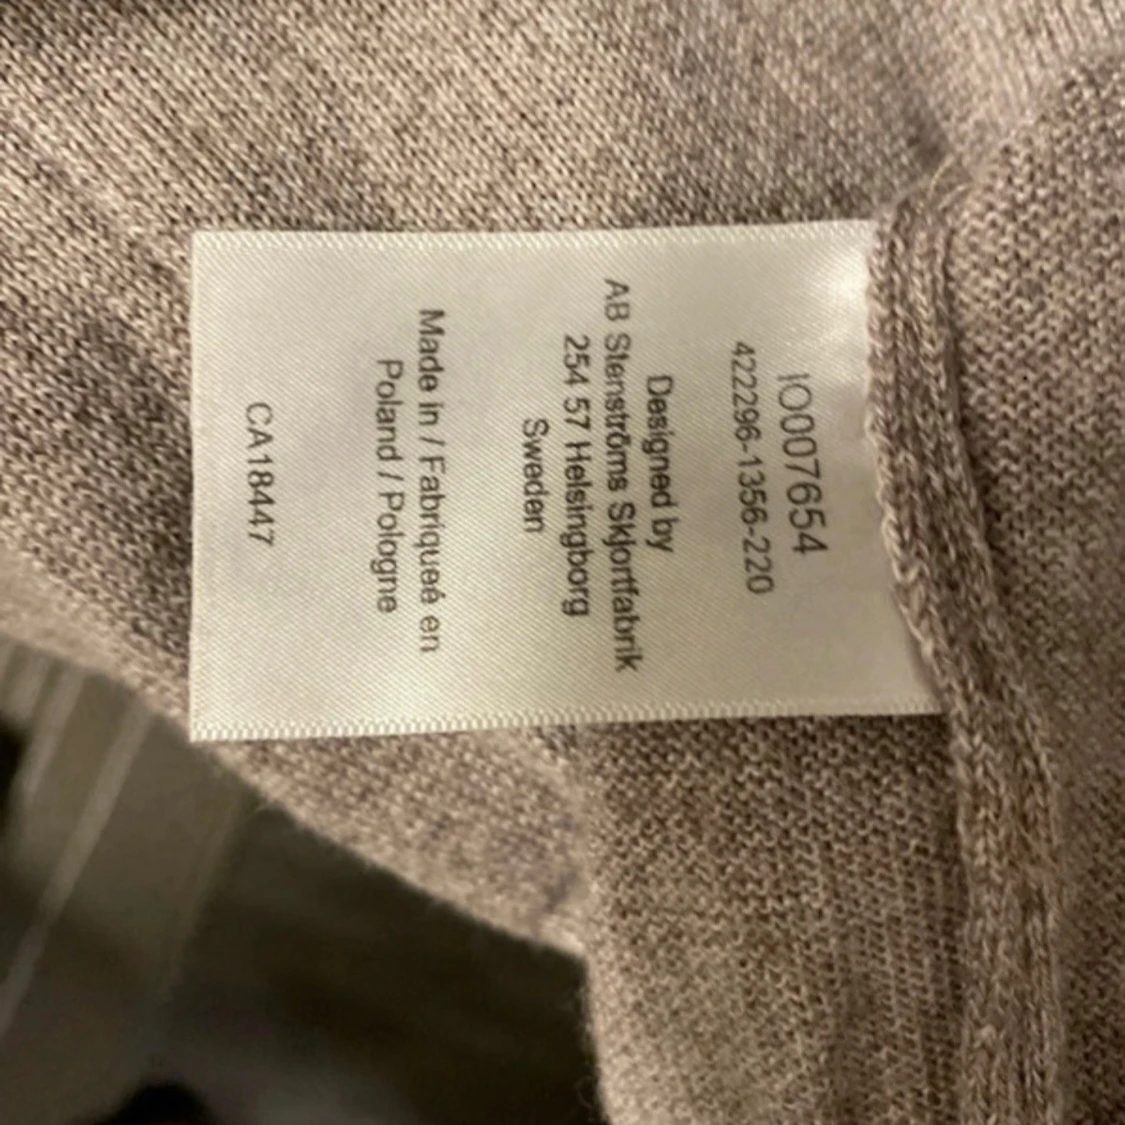 IO007654
422296-1356-220
Designed by
AB Stenströms Skjortfabrik
254 57 Helsingborg
Sweden
Made in / Fabriqueé en
Poland / Pologne
CA18447